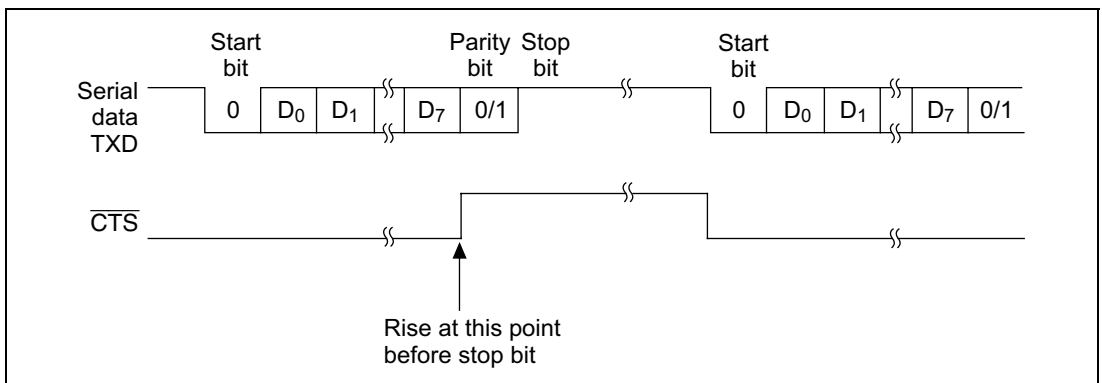 Start bit
Parity bit
Stop bit
Start bit
Serial data TXD
0 D0 D1 D7 0/1 0 D0 D1 D7 0/1
CTS
Rise at this point
before stop bit